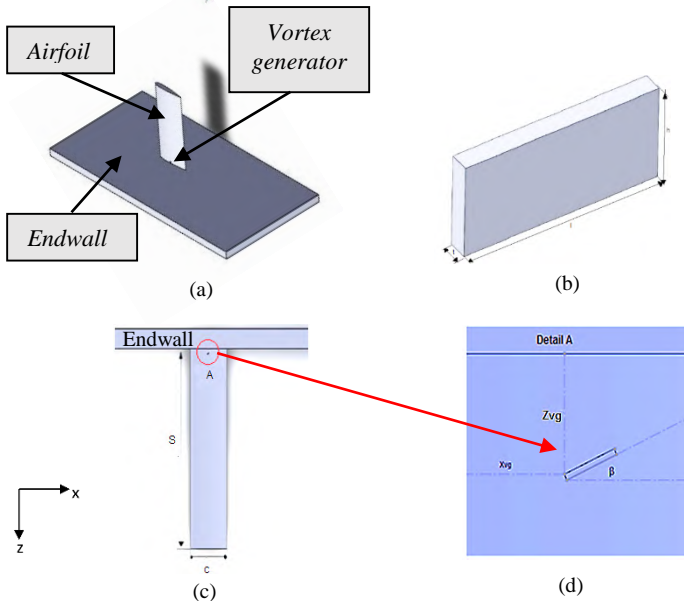 Airfoil
Vortex
generator
Endwall
h
l
t
(a)
(b)
Endwall
A
S
C
x
z
(c)
Detail A
Zvg
Xvg
β
(d)